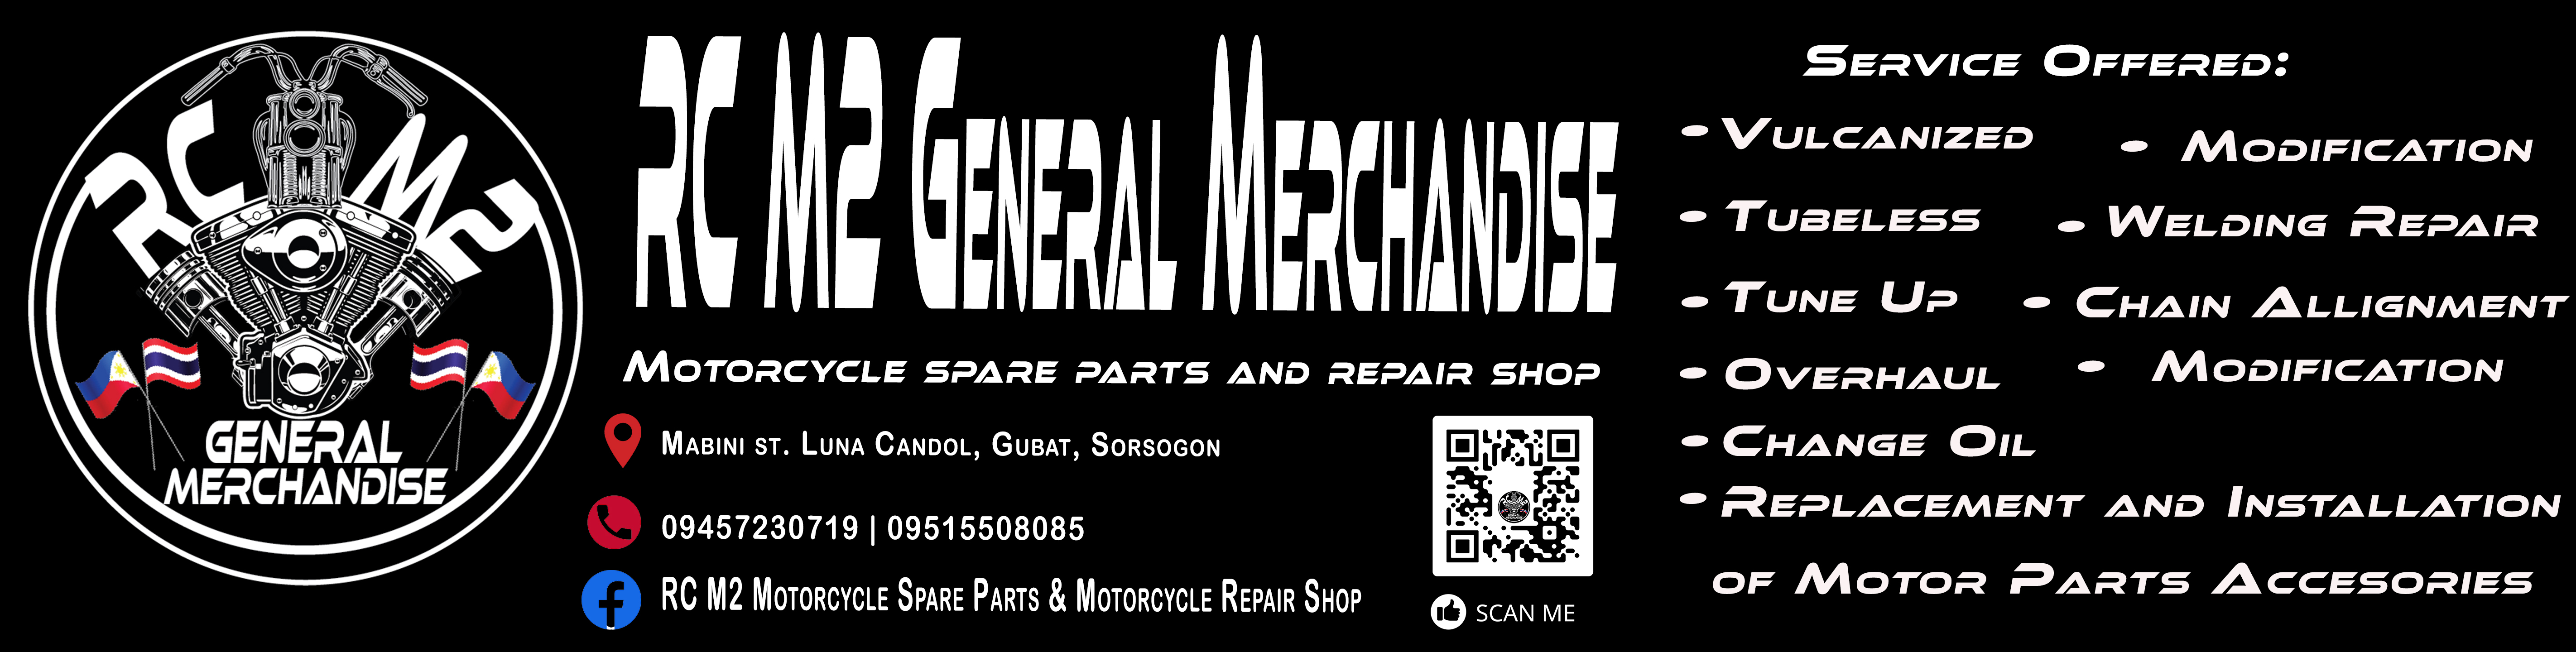 RC M2
GENERAL
MERCHANDISE
RC M2 General Merchandise
Motorcycle spare parts and repair shop
Mabini st. Luna Candol, Gubat, Sorsogon
09457230719 | 09515508085
RC M2 Motorcycle Spare Parts & Motorcycle Repair Shop
SCAN ME
Service Offered:
• Vulcanized
• Tubeless
• Tune Up
• Overhaul
• Change Oil
• Replacement and Installation
of Motor Parts Accesories
• Modification
• Welding Repair
• Chain Allignment
• Modification